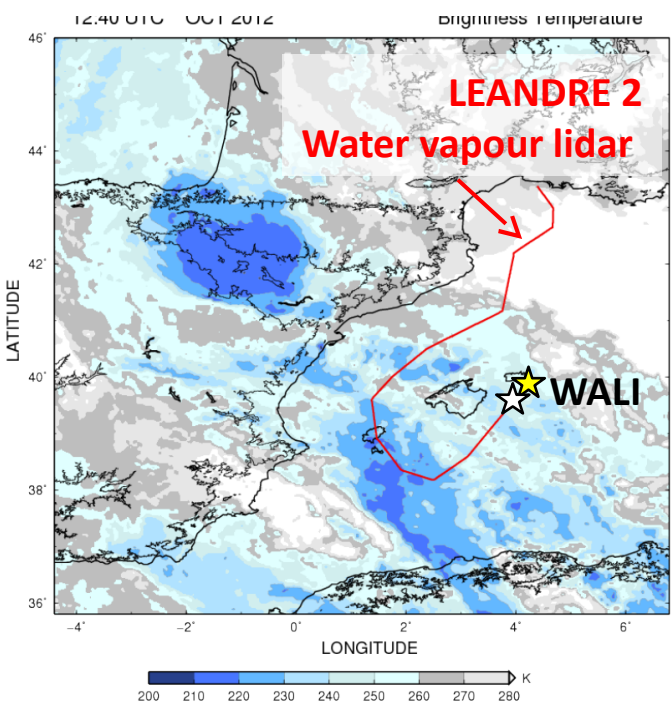 12:40 UTC OCT 2012
Brightness Temperature
46°
LEANDRE 2
Water vapour lidar
44°
42°
LATITUDE
40°
WALI
38°
36°
-4° -2° 0° 2° 4° 6°
LONGITUDE
K
200 210 220 230 240 250 260 270 280